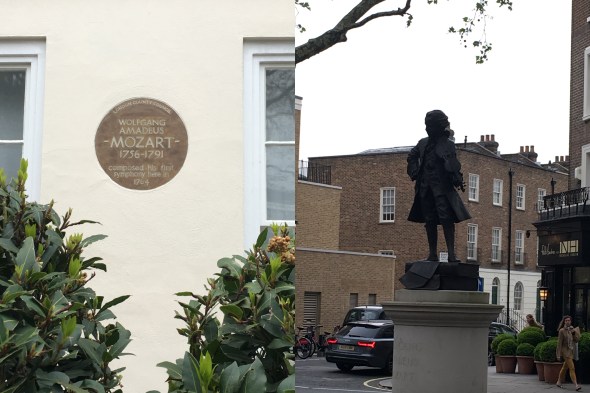 WOLFGANG
AMADEUS
-MOZART-
1756-1791
composed his first
symphony here in
1764